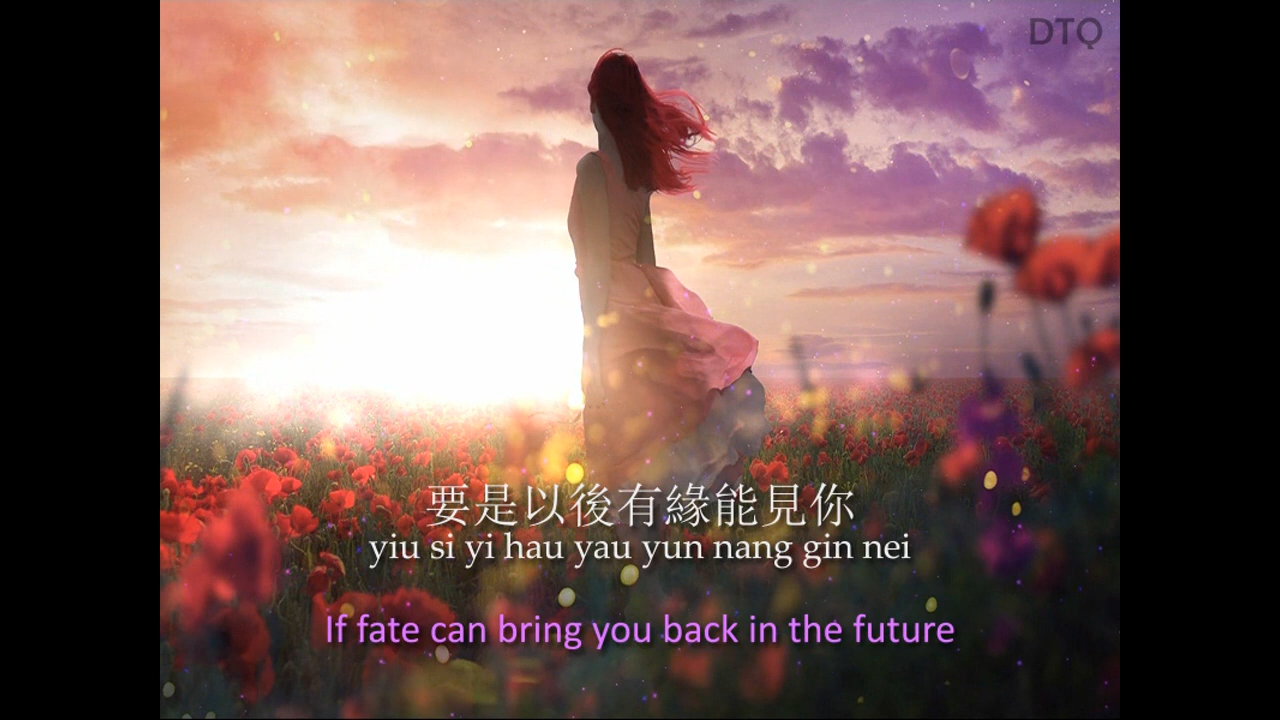 DTQ
要是以後有緣能見你
yiu si yi hau yau yun nang gin nei
If fate can bring you back in the future